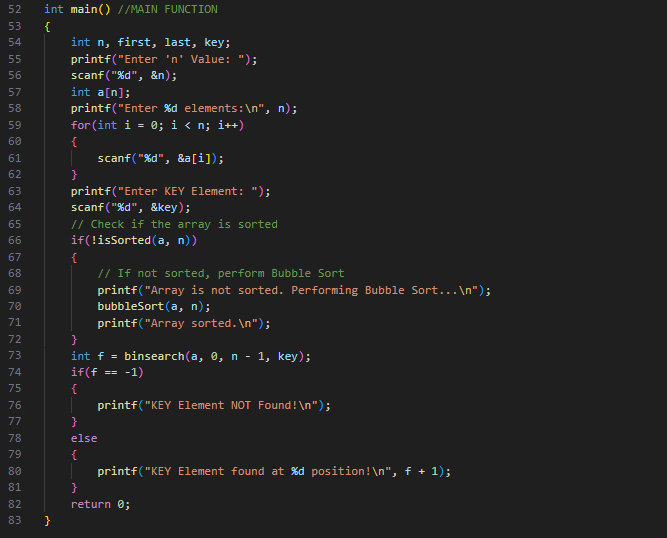 52 int main() //MAIN FUNCTION
53 {
54     int n, first, last, key;
55     printf("Enter 'n' Value: ");
56     scanf("%d", &n);
57     int a[n];
58     printf("Enter %d elements:\n", n);
59     for(int i = 0; i < n; i++)
60     {
61         scanf("%d", &a[i]);
62     }
63     printf("Enter KEY Element: ");
64     scanf("%d", &key);
65     // Check if the array is sorted
66     if(!isSorted(a, n))
67     {
68         // If not sorted, perform Bubble Sort
69         printf("Array is not sorted. Performing Bubble Sort...\n");
70         bubbleSort(a, n);
71         printf("Array sorted.\n");
72     }
73     int f = binsearch(a, 0, n - 1, key);
74     if(f == -1)
75     {
76         printf("KEY Element NOT Found!\n");
77     }
78     else
79     {
80         printf("KEY Element found at %d position!\n", f + 1);
81     }
82     return 0;
83 }